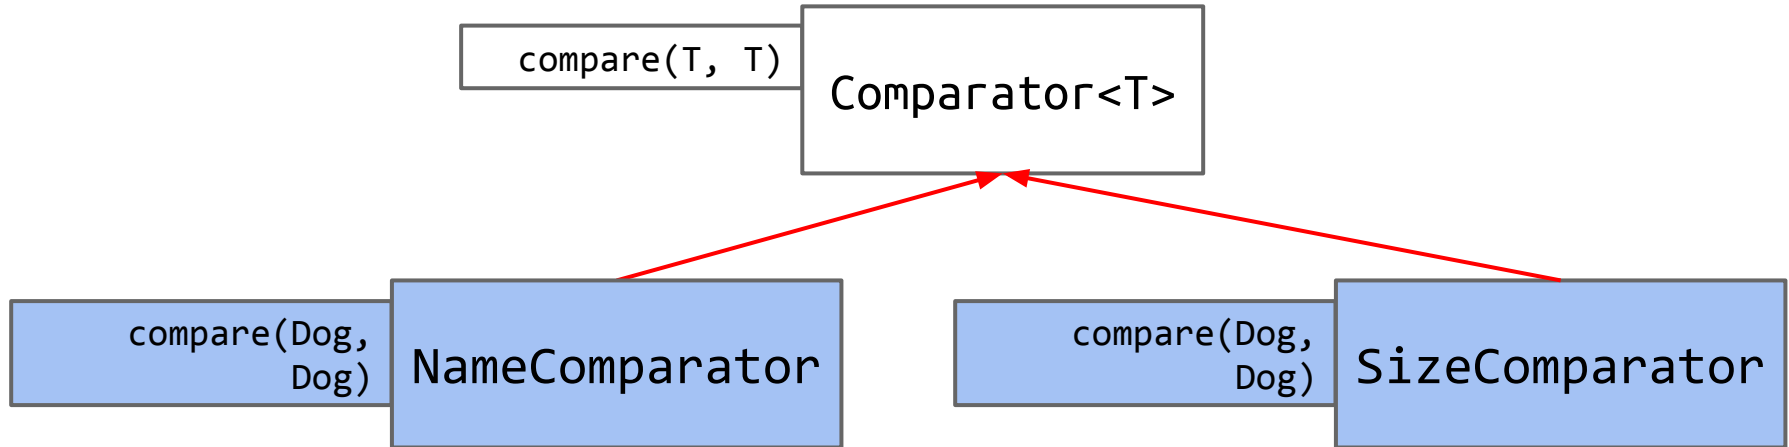 compare(T, T)
Comparator<T>
compare(Dog,
Dog)
NameComparator
compare(Dog,
Dog)
SizeComparator